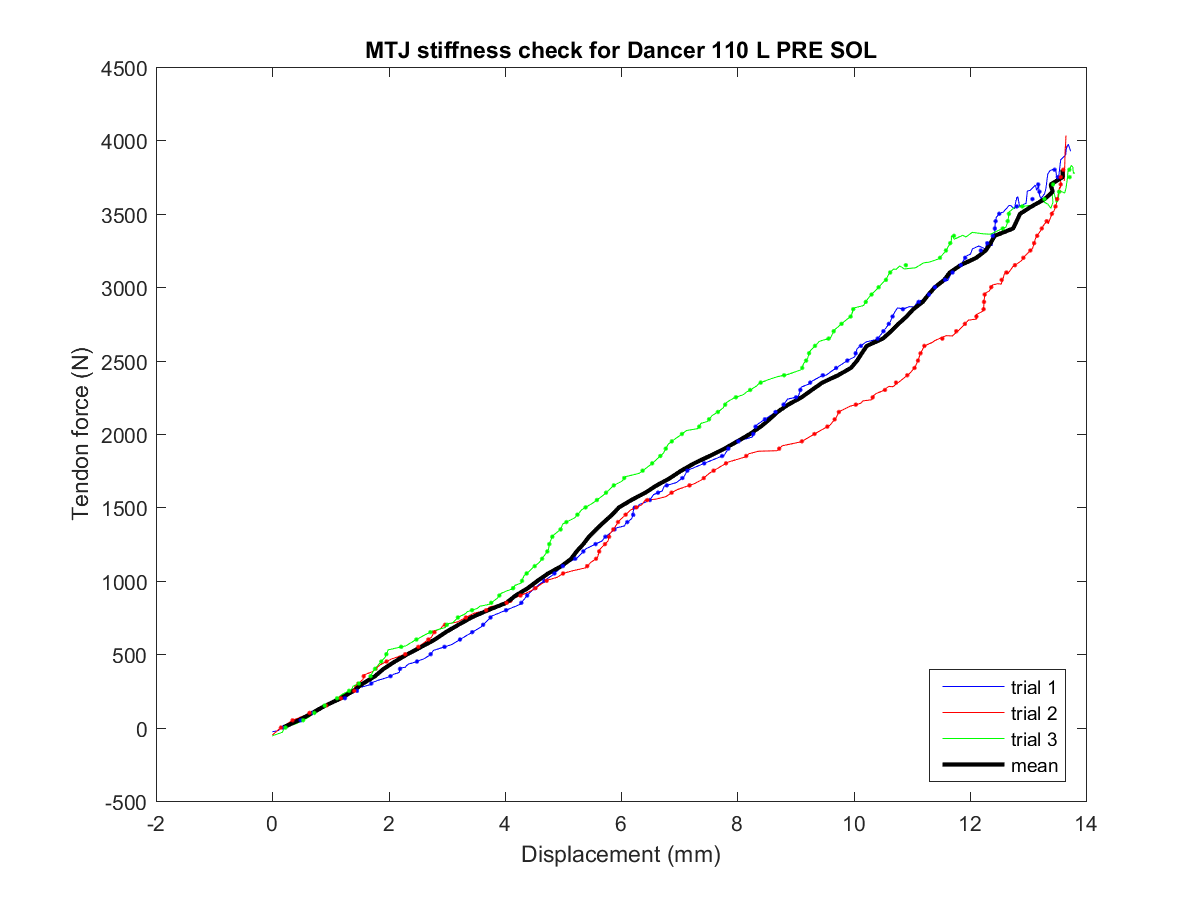 MTJ stiffness check for Dancer 110 L PRE SOL
4500
4000
3500
3000
2500
2000
1500
1000
500
0
-500
Tendon force (N)
-2
0
2
4
6
8
10
12
14
Displacement (mm)
trial 1
trial 2
trial 3
mean